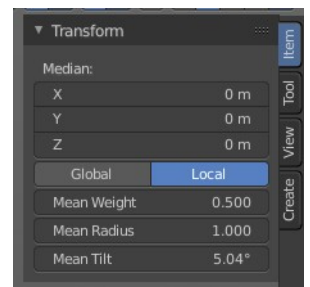 Transform
Median:
X 0 m
Y 0 m
Z 0 m
Global Local
Mean Weight 0.500
Mean Radius 1.000
Mean Tilt 5.04°
Item
Tool
View
Create